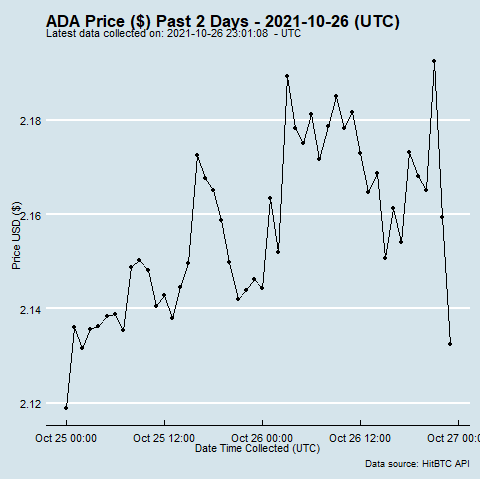 ADA Price ($) Past 2 Days - 2021-10-26 (UTC)
Latest data collected on: 2021-10-26 23:01:08 - UTC
Price USD ($)
2.18
2.16
2.14
2.12
Oct 25 00:00 Oct 25 12:00 Oct 26 00:00 Oct 26 12:00 Oct 27 00:0
Date Time Collected (UTC)
Data source: HitBTC API